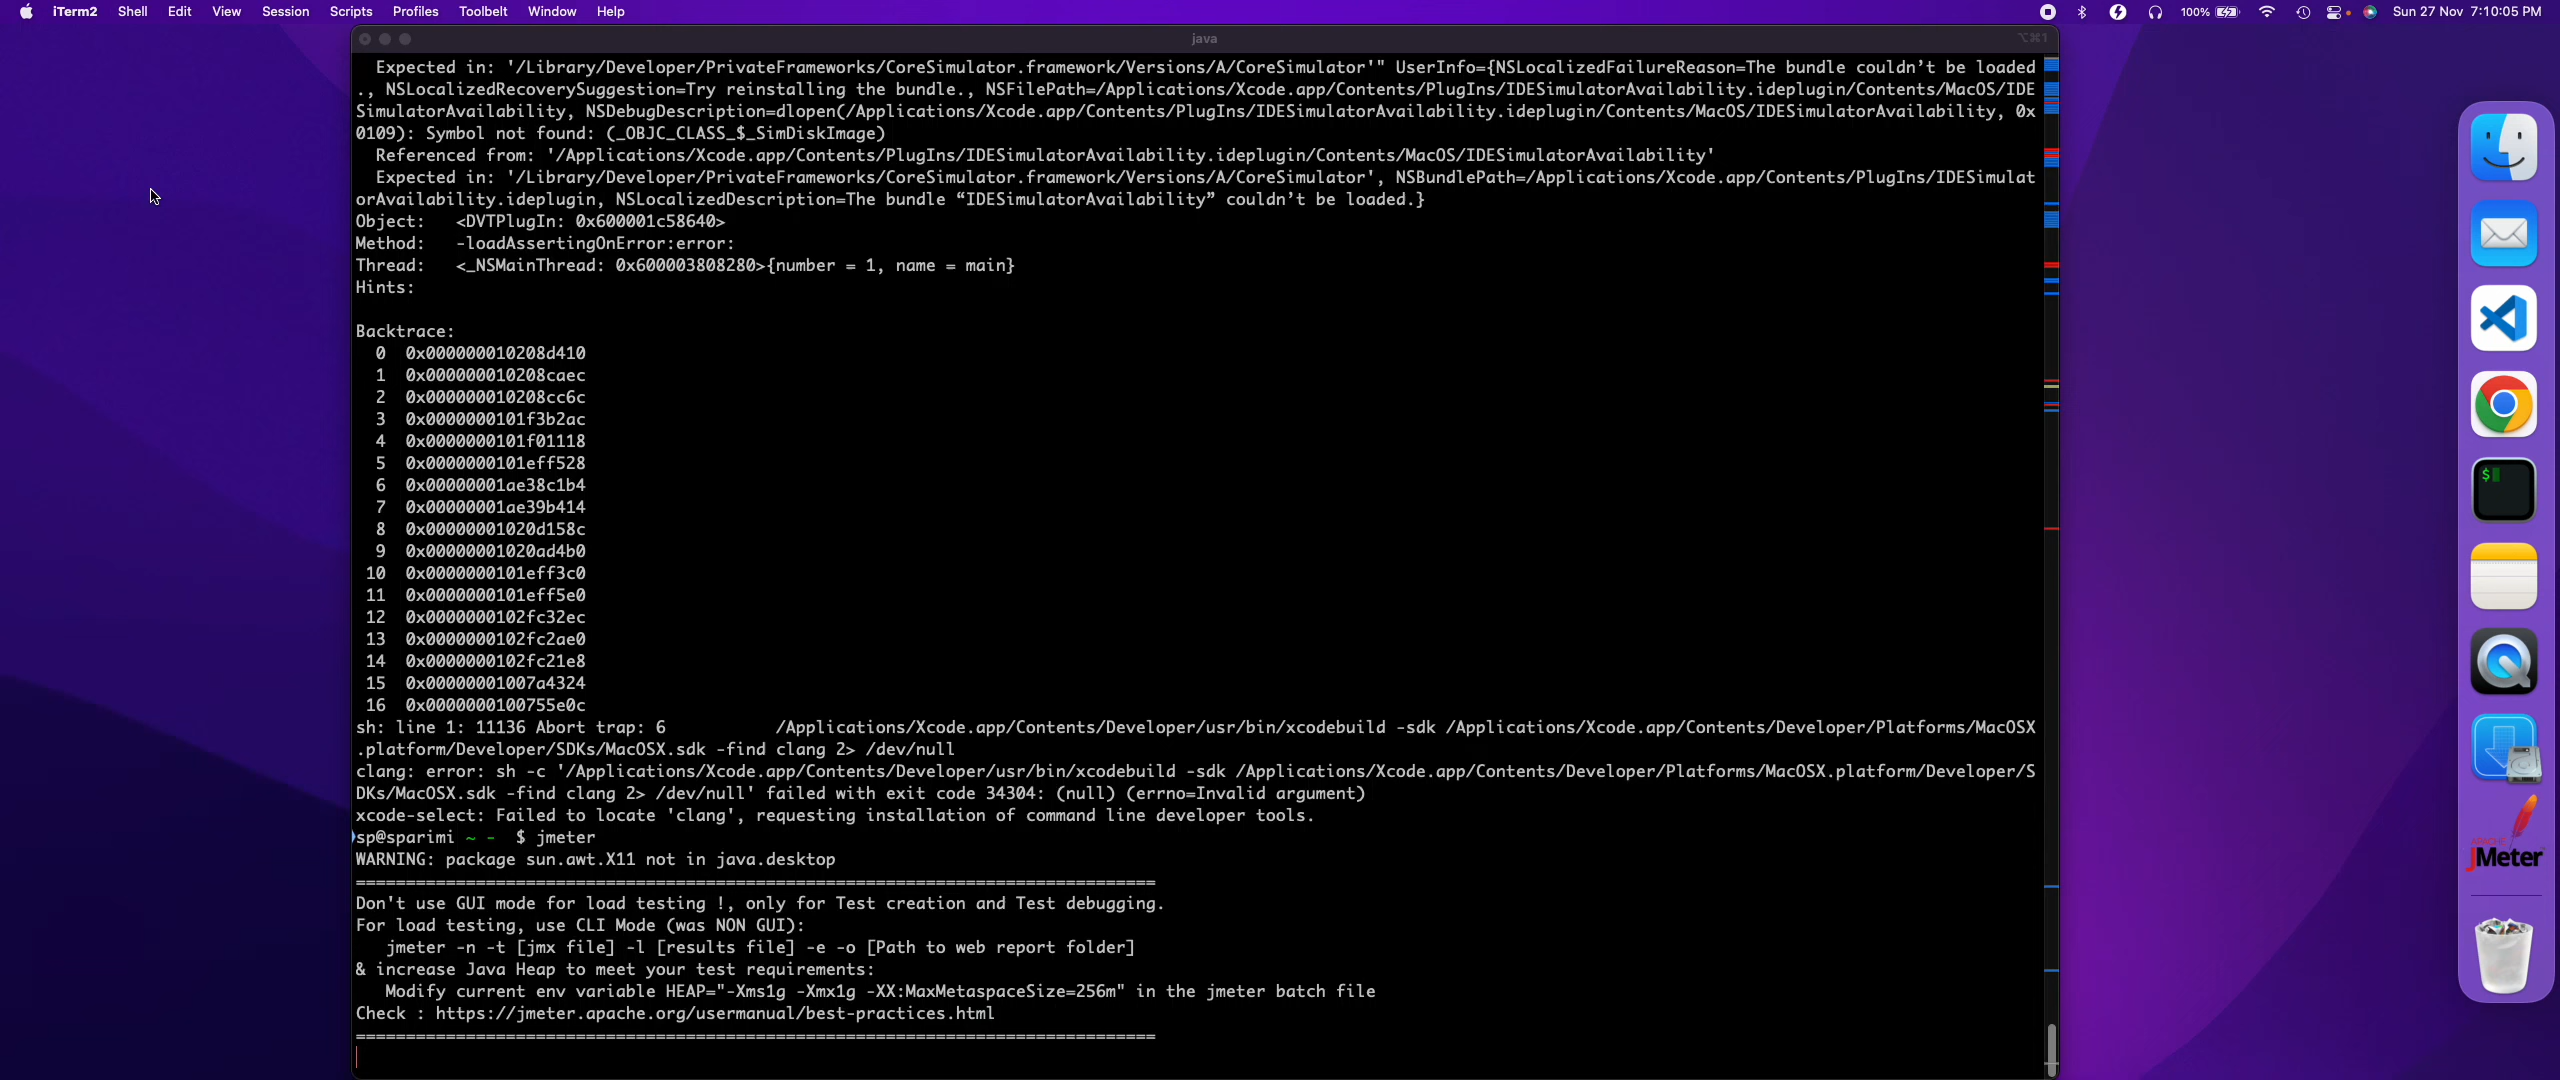 iTerm2 Shell Edit View Session Scripts Profiles Toolbelt Window Help 100% Sun 27 Nov 7:10:05 PM
java ⌥⌘1
Expected in: '/Library/Developer/PrivateFrameworks/CoreSimulator.framework/Versions/A/CoreSimulator'" UserInfo={NSLocalizedFailureReason=The bundle couldn’t be loaded
., NSLocalizedRecoverySuggestion=Try reinstalling the bundle., NSFilePath=/Applications/Xcode.app/Contents/PlugIns/IDESimulatorAvailability.ideplugin/Contents/MacOS/IDE
SimulatorAvailability, NSDebugDescription=dlopen(/Applications/Xcode.app/Contents/PlugIns/IDESimulatorAvailability.ideplugin/Contents/MacOS/IDESimulatorAvailability, 0x
0109): Symbol not found: (_OBJC_CLASS_$_SimDiskImage)
Referenced from: '/Applications/Xcode.app/Contents/PlugIns/IDESimulatorAvailability.ideplugin/Contents/MacOS/IDESimulatorAvailability'
Expected in: '/Library/Developer/PrivateFrameworks/CoreSimulator.framework/Versions/A/CoreSimulator', NSBundlePath=/Applications/Xcode.app/Contents/PlugIns/IDESimulat
orAvailability.ideplugin, NSLocalizedDescription=The bundle “IDESimulatorAvailability” couldn’t be loaded.}
Object: <DVTPlugIn: 0x600001c58640>
Method: -loadAssertingOnError:error:
Thread: <_NSMainThread: 0x600003808280>{number = 1, name = main}
Hints:
Backtrace:
0 0x000000010208d410
1 0x000000010208caec
2 0x000000010208cc6c
3 0x0000000101f3b2ac
4 0x0000000101f01118
5 0x0000000101eff528
6 0x00000001ae38c1b4
7 0x00000001ae39b414
8 0x00000001020d158c
9 0x00000001020ad4b0
10 0x0000000101eff3c0
11 0x0000000101eff5e0
12 0x0000000102fc32ec
13 0x0000000102fc2ae0
14 0x0000000102fc21e8
15 0x00000001007a4324
16 0x0000000100755e0c
sh: line 1: 11136 Abort trap: 6 /Applications/Xcode.app/Contents/Developer/usr/bin/xcodebuild -sdk /Applications/Xcode.app/Contents/Developer/Platforms/MacOSX
.platform/Developer/SDKs/MacOSX.sdk -find clang 2> /dev/null
clang: error: sh -c '/Applications/Xcode.app/Contents/Developer/usr/bin/xcodebuild -sdk /Applications/Xcode.app/Contents/Developer/Platforms/MacOSX.platform/Developer/S
DKs/MacOSX.sdk -find clang 2> /dev/null' failed with exit code 34304: (null) (errno=Invalid argument)
xcode-select: Failed to locate 'clang', requesting installation of command line developer tools.
sp@sparimi ~ - $ jmeter
WARNING: package sun.awt.X11 not in java.desktop
================================================================================
Don't use GUI mode for load testing !, only for Test creation and Test debugging.
For load testing, use CLI Mode (was NON GUI):
jmeter -n -t [jmx file] -l [results file] -e -o [Path to web report folder]
& increase Java Heap to meet your test requirements:
Modify current env variable HEAP="-Xms1g -Xmx1g -XX:MaxMetaspaceSize=256m" in the jmeter batch file
Check : https://jmeter.apache.org/usermanual/best-practices.html
================================================================================
$
APACHE
JMeter